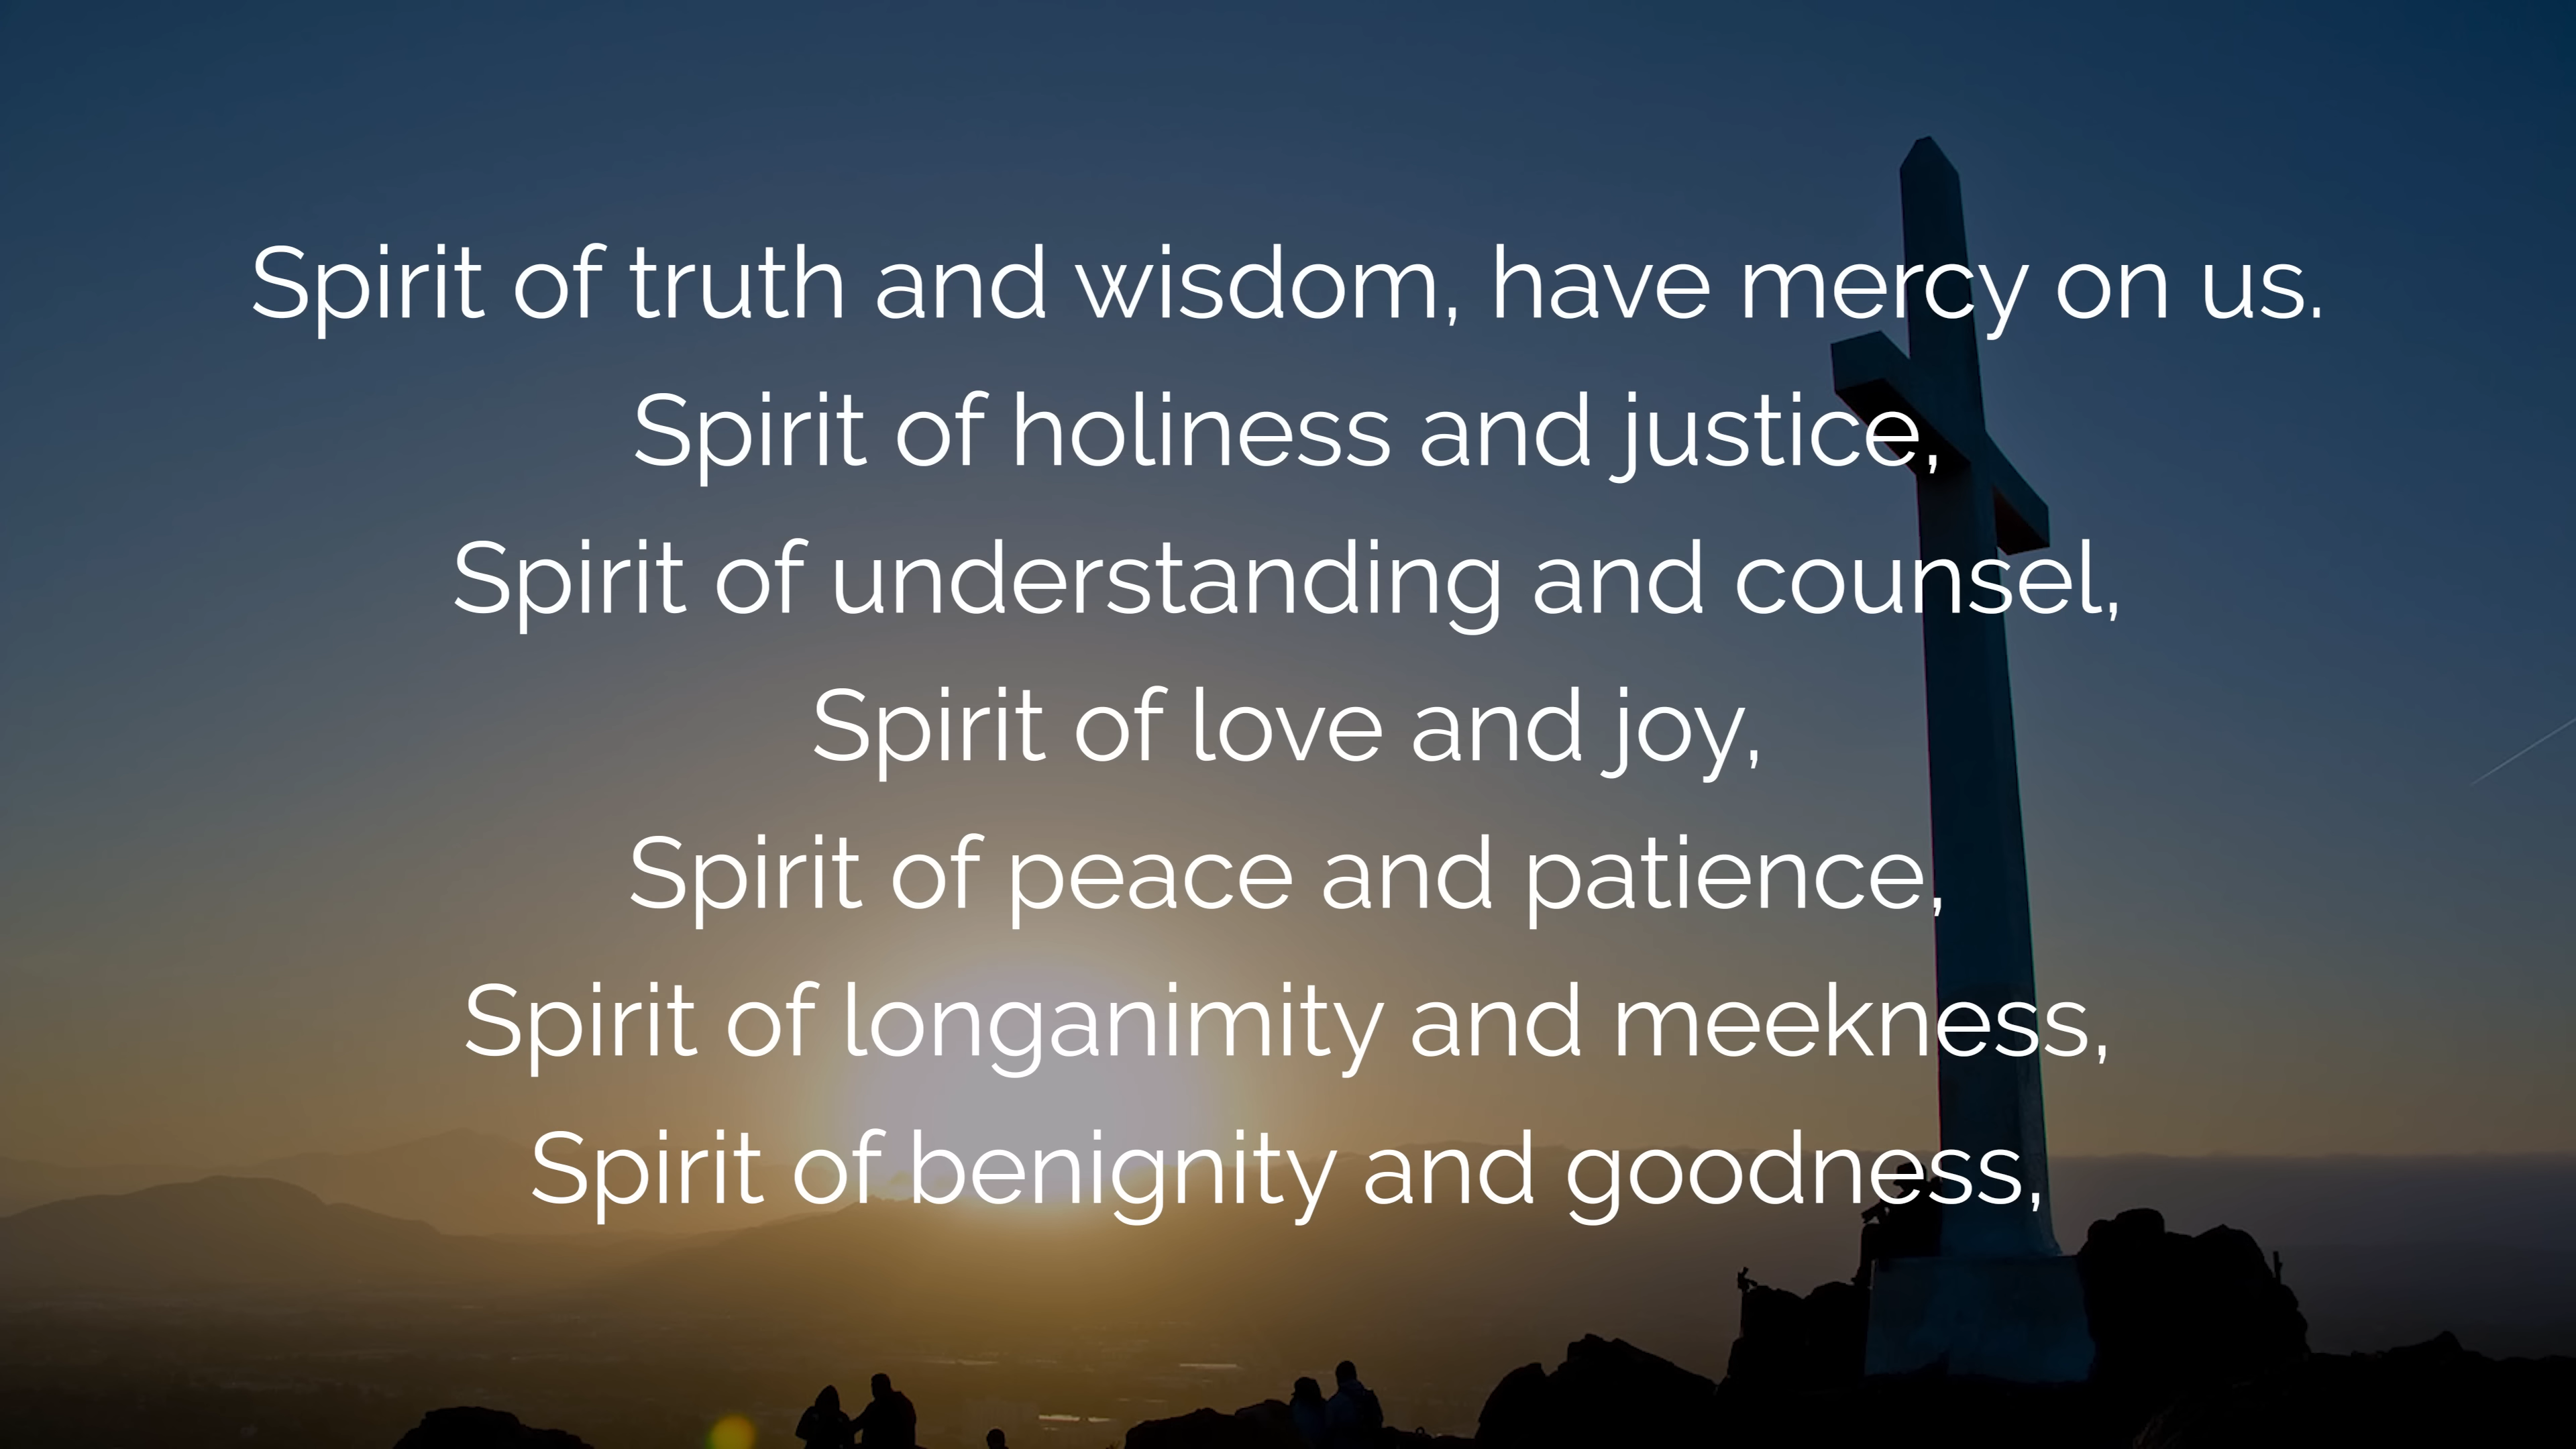 Spirit of truth and wisdom, have mercy on us.
Spirit of holiness and justice,
Spirit of understanding and counsel,
Spirit of love and joy,
Spirit of peace and patience,
Spirit of longanimity and meekness,
Spirit of benignity and goodness,